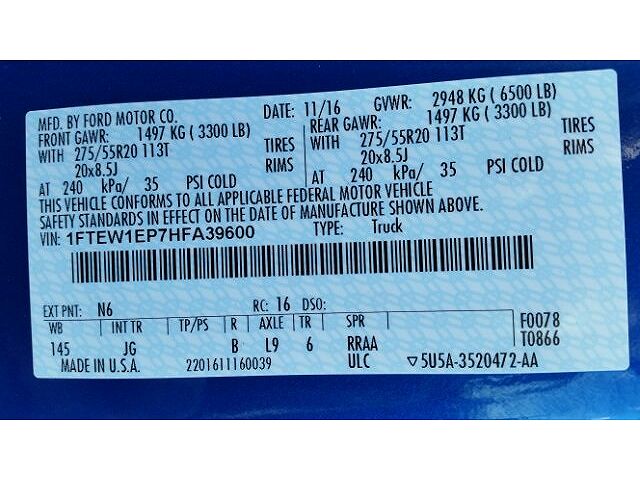 MFD. BY FORD MOTOR CO. DATE: 11/16 GVWR: 2948 KG ( 6500 LB)
FRONT GAWR: 1497 KG ( 3300 LB) REAR GAWR: 1497 KG ( 3300 LB)
WITH 275/55R20 113T TIRES WITH 275/55R20 113T TIRES
20x8.5J RIMS 20x8.5J RIMS
AT 240 kPa/ 35 PSI COLD AT 240 kPa/ 35 PSI COLD
THIS VEHICLE CONFORMS TO ALL APPLICABLE FEDERAL MOTOR VEHICLE
SAFETY STANDARDS IN EFFECT ON THE DATE OF MANUFACTURE SHOWN ABOVE.
VIN: 1FTEW1EP7HFA39600 TYPE: Truck
EXT PNT: N6 RC: 16 DSO:
WB INT TR TP/PS R AXLE TR SPR F0078
145 JG B L9 6 RRAA T0866
MADE IN U.S.A. 2201611160039 ULC ▽5U5A-3520472-AA